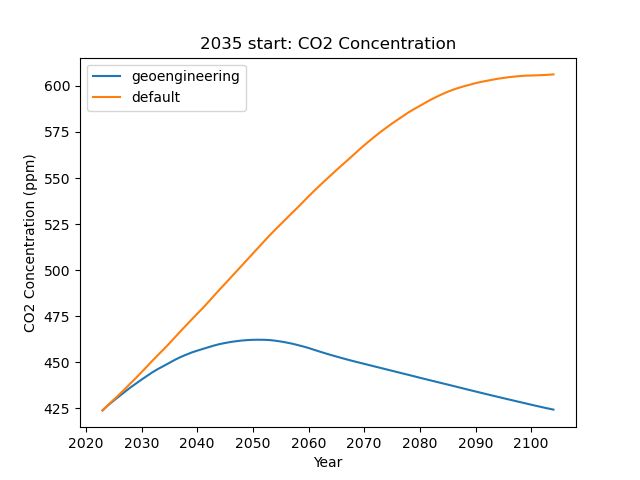 2035 start: CO2 Concentration
geoengineering
default
CO2 Concentration (ppm)
600
575
550
525
500
475
450
425
2020 2030 2040 2050 2060 2070 2080 2090 2100
Year